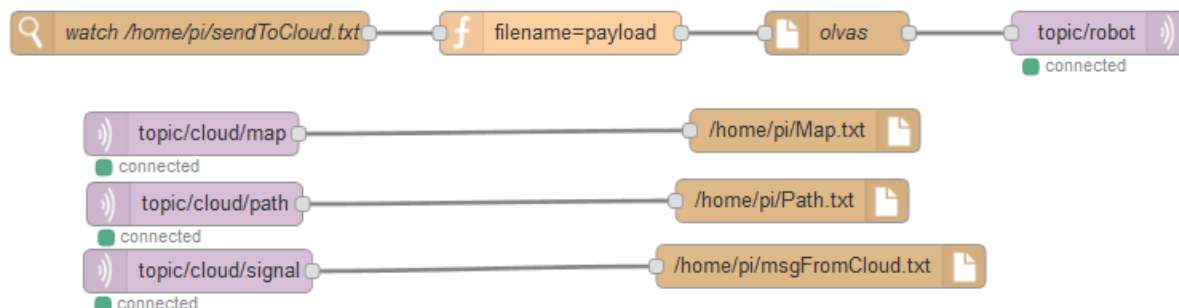 watch /home/pi/sendToCloud.txt
filename=payload
olvas
topic/robot
connected
topic/cloud/map
/home/pi/Map.txt
connected
topic/cloud/path
/home/pi/Path.txt
connected
topic/cloud/signal
/home/pi/msgFromCloud.txt
connected